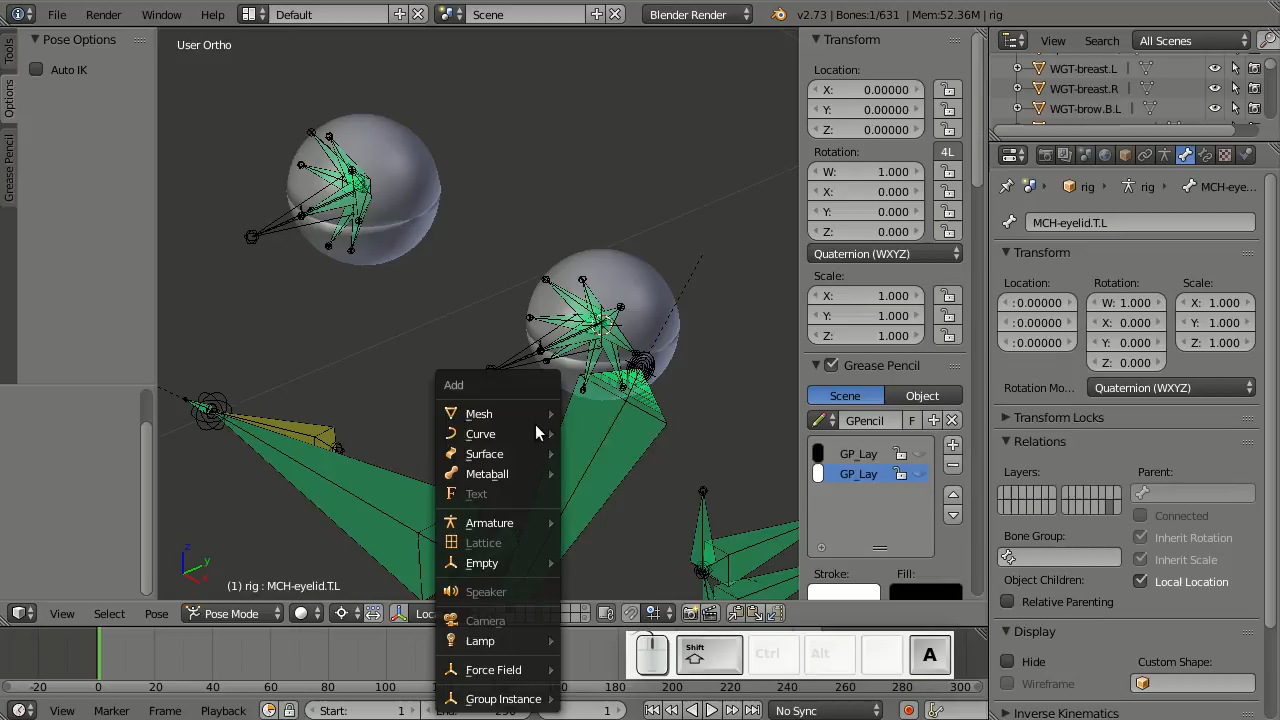 File Render Window Help Default Scene Blender Render v2.73 | Bones:1/631 | Mem:52.36M | rig
Pose Options
Auto IK
Tools
Options
Grease Pencil
User Ortho
(1) rig : MCH-eyelid.T.L
Add
Mesh
Curve
Surface
Metaball
Text
Armature
Lattice
Empty
Speaker
Camera
Lamp
Force Field
Group Instance
Transform
Location:
X: 0.00000
Y: 0.00000
Z: 0.00000
Rotation: 4L
W: 1.000
X: 0.000
Y: 0.000
Z: 0.000
Quaternion (WXYZ)
Scale:
X: 1.000
Y: 1.000
Z: 1.000
Grease Pencil
Scene Object
GPencil F
GP_Lay
GP_Lay
Stroke: Fill:
View Search All Scenes
WGT-breast.L
WGT-breast.R
WGT-brow.B.L
rig rig MCH-eye...
MCH-eyelid.T.L
Transform
Location: Rotation: Scale:
:0.00000 W: 1.000 X: 1.000
:0.00000 X: 0.000 Y: 1.000
:0.00000 Y: 0.000 Z: 1.000
Z: 0.000
Rotation Mo... Quaternion (WXYZ)
Transform Locks
Relations
Layers: Parent:
Connected
Bone Group: Inherit Rotation
Inherit Scale
Object Children: Local Location
Relative Parenting
Display
Hide Custom Shape:
Wireframe
Inverse Kinematics
View Select Pose Pose Mode Loc
Shift Ctrl Alt A
-20 0 20 40 60 80 100 120 140 160 180 200 220 240 260 280 300
View Marker Frame Playback Start: 1 1 No Sync